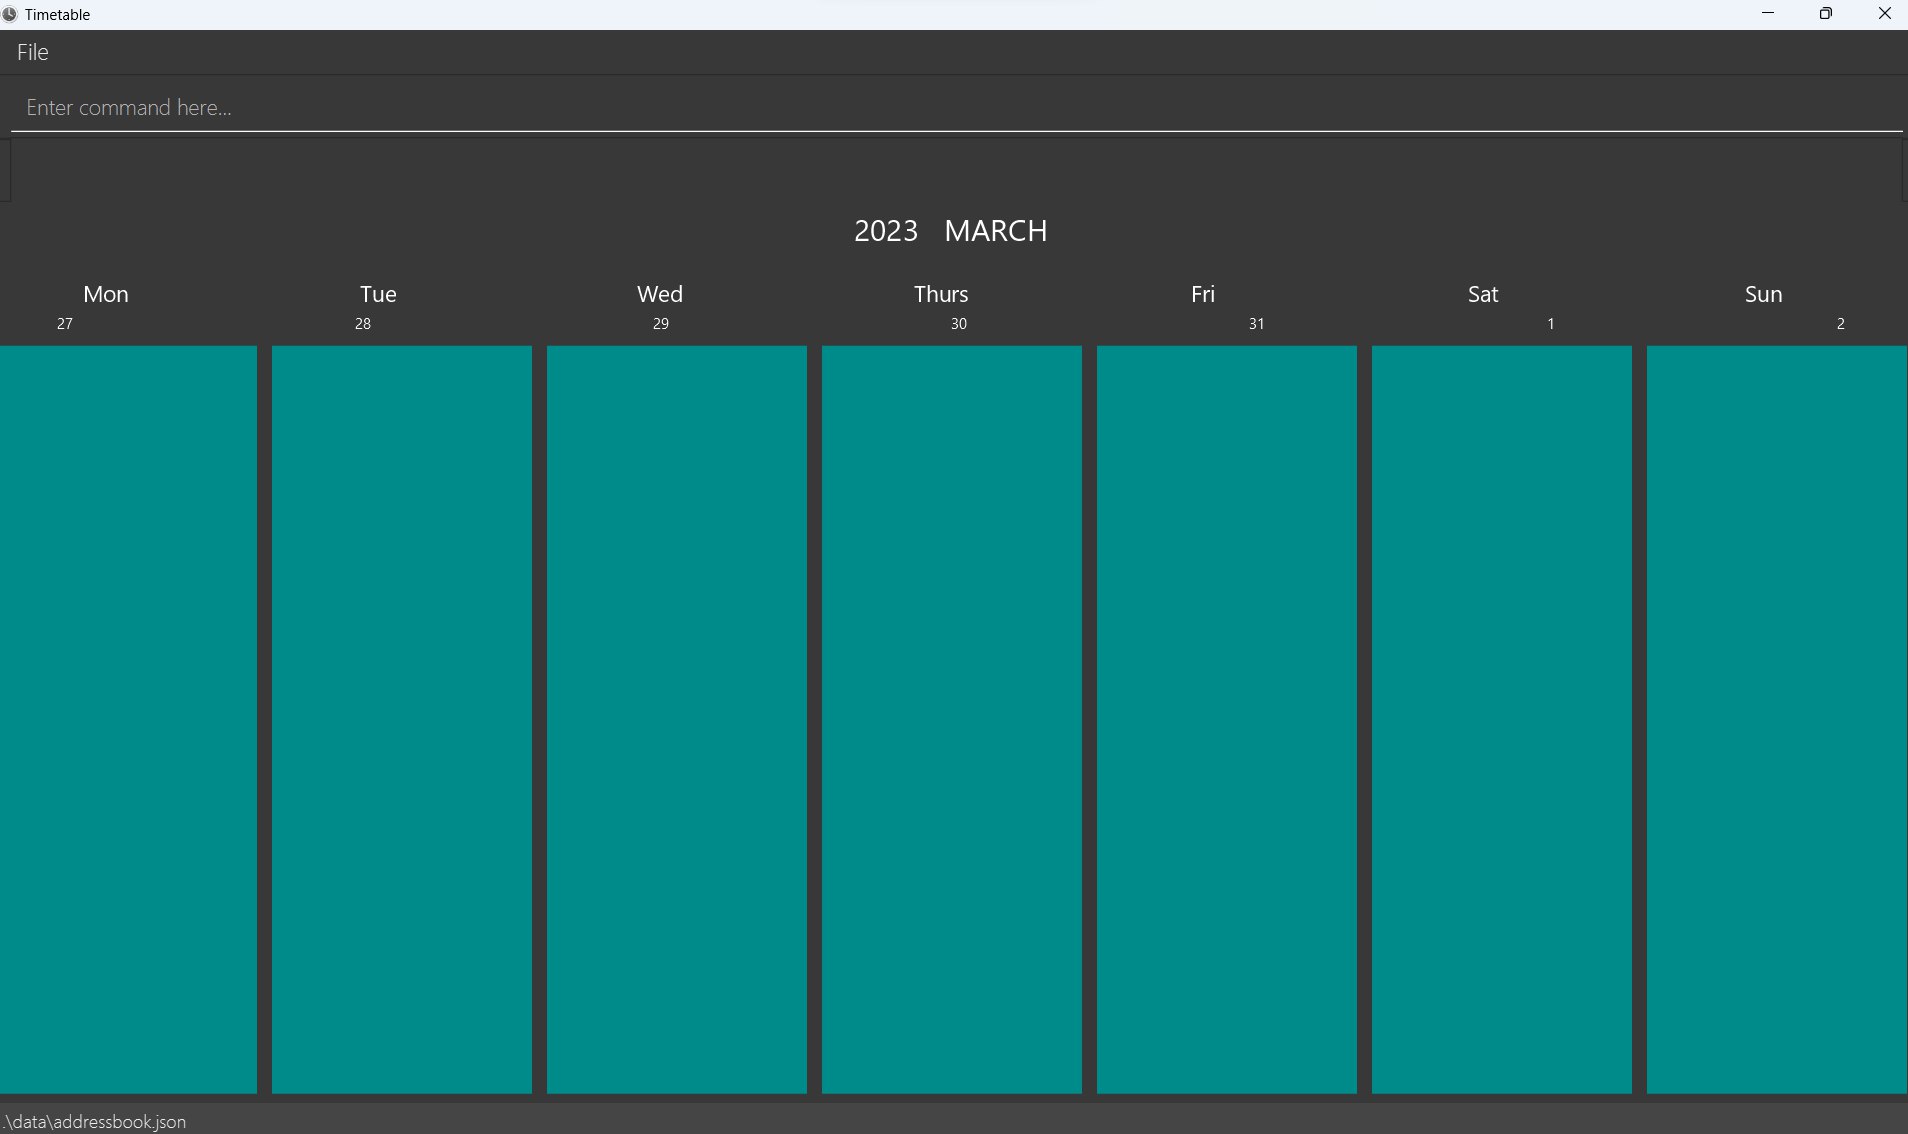 Timetable
File
Enter command here...
2023 MARCH
Mon Tue Wed Thurs Fri Sat Sun
27 28 29 30 31 1 2
.\data\addressbook.json